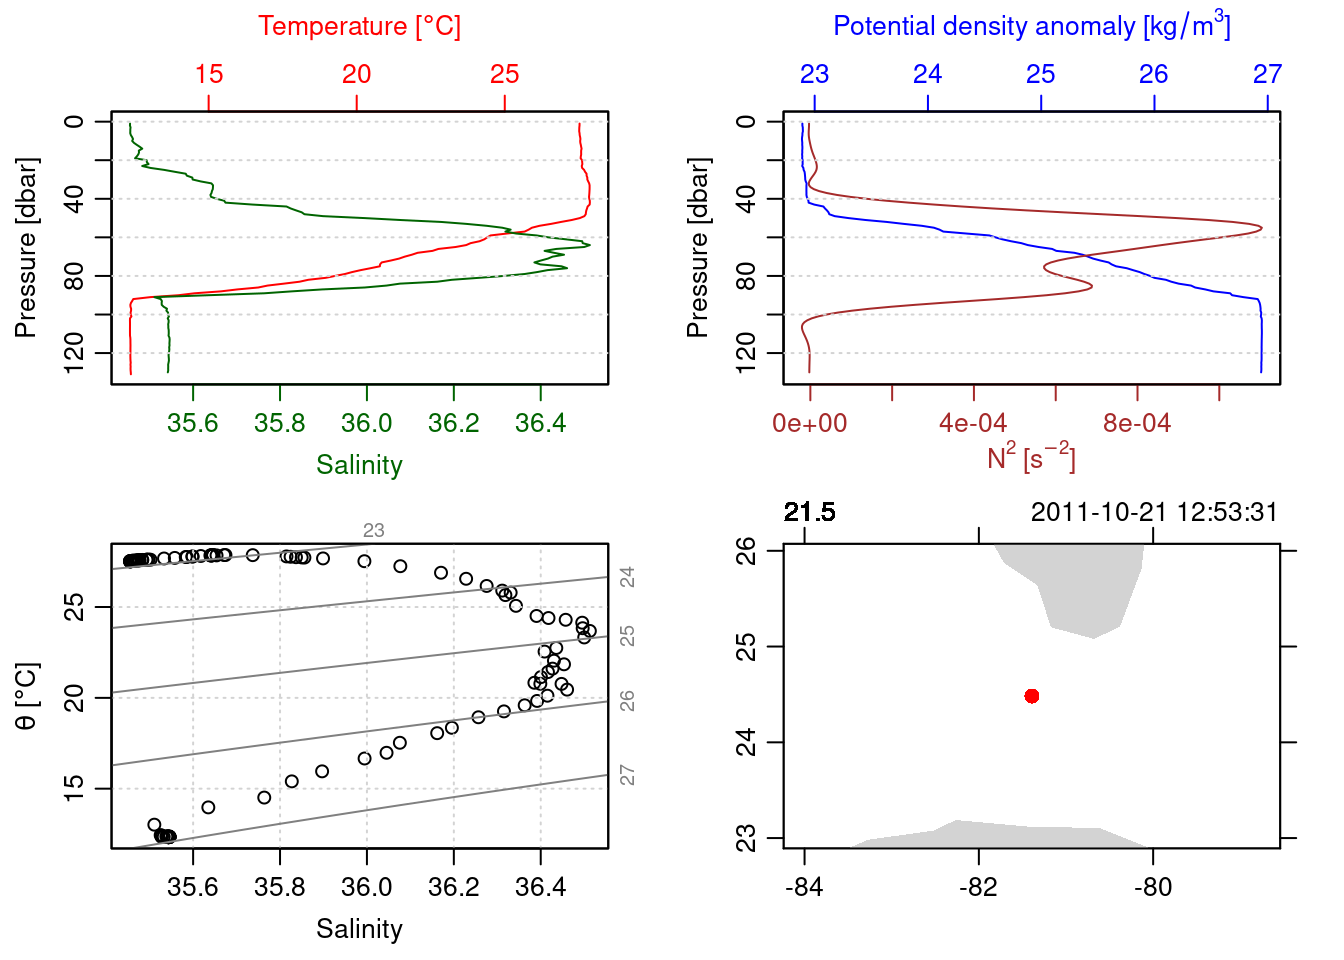 Temperature [°C]
15 20 25
0
40
80
120
Pressure [dbar]
35.6 35.8 36.0 36.2 36.4
Salinity
Potential density anomaly [kg/m³]
23 24 25 26 27
0
40
80
120
Pressure [dbar]
0e+00 4e-04 8e-04
N² [s⁻²]
23
24
25
26
27
25
20
15
θ [°C]
35.6 35.8 36.0 36.2 36.4
Salinity
21.5 2011-10-21 12:53:31
26
25
24
23
-84 -82 -80